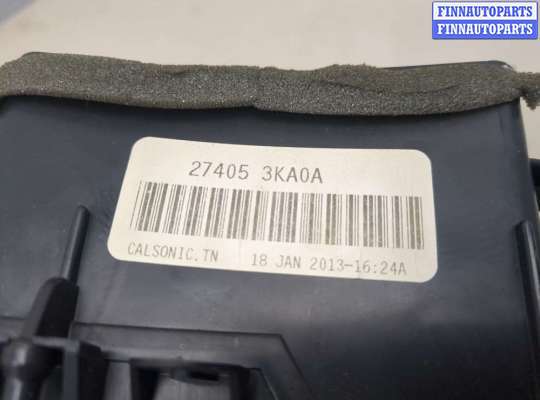 FINNAUTOPARTS
FINNAUTOPARTS
27405 3KA0A
CALSONIC.TN 18 JAN 2013-16:24A